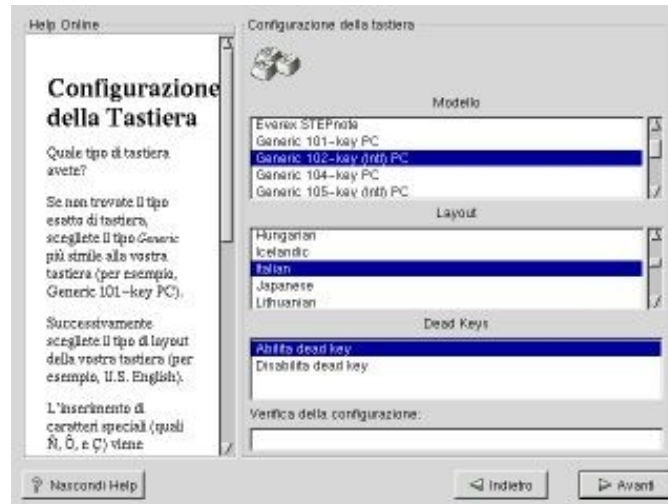 Help Online
Configurazione
della Tastiera
Quale tipo di tastiera
avete?
Se non trovate il tipo
esatto di tastiera,
scegliete il tipo Generic
più simile alla vostra
tastiera (per esempio,
Generic 101-key PC).
Successivamente
scegliete il tipo di layout
della vostra tastiera (per
esempio, U.S. English).
L'inserimento di
caratteri speciali (quali
Ñ, Ô, e Ç) viene
Configurazione della tastiera
Modello
Everex STEPnote
Generic 101-key PC
Generic 102-key (Intl) PC
Generic 104-key PC
Generic 105-key (Intl) PC
Layout
Hungarian
Icelandic
Italian
Japanese
Lithuanian
Dead Keys
Abilita dead key
Disabilita dead key
Verifica della configurazione:
? Nascondi Help
Indietro
Avanti